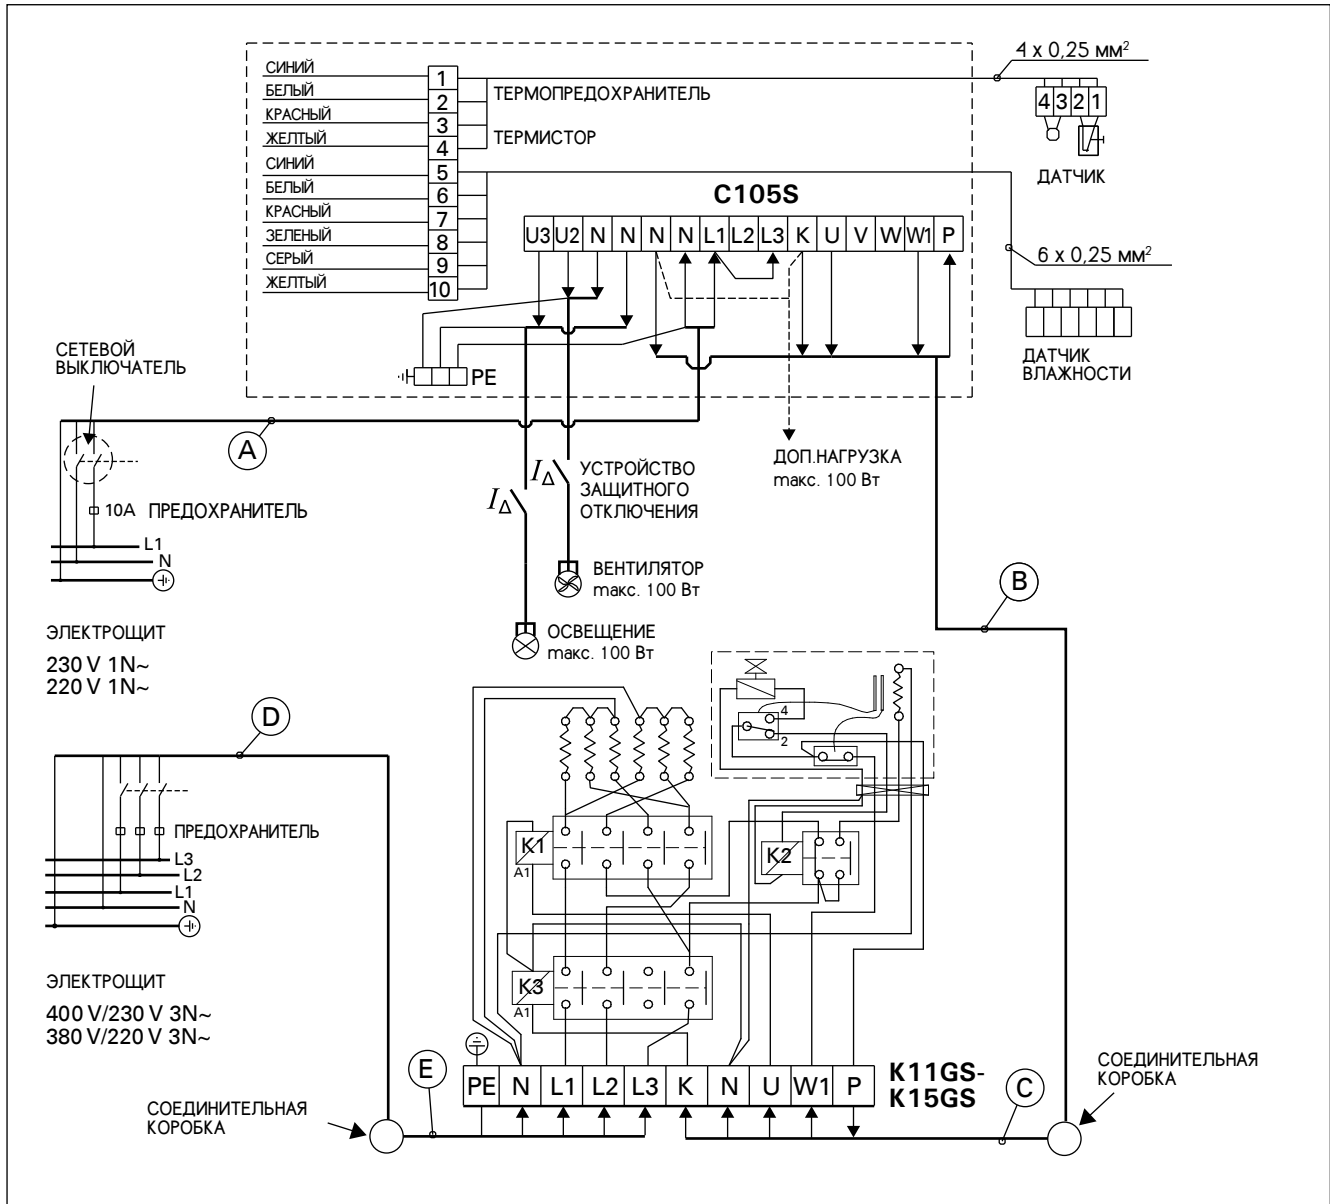 4 x 0,25 мм²
СИНИЙ
БЕЛЫЙ
КРАСНЫЙ
ЖЕЛТЫЙ
СИНИЙ
БЕЛЫЙ
КРАСНЫЙ
ЗЕЛЕНЫЙ
СЕРЫЙ
ЖЕЛТЫЙ
1
2
3
4
5
6
7
8
9
10
ТЕРМОПРЕДОХРАНИТЕЛЬ
ТЕРМИСТОР
4 3 2 1
ДАТЧИК
C105S
U3 U2 N N N N L1 L2 L3 K U V W W1 P
6 x 0,25 мм²
ДАТЧИК
ВЛАЖНОСТИ
PE
СЕТЕВОЙ
ВЫКЛЮЧАТЕЛЬ
A
10A ПРЕДОХРАНИТЕЛЬ
L1
N
ЭЛЕКТРОЩИТ
230 V 1N~
220 V 1N~
IΔ
IΔ
УСТРОЙСТВО
ЗАЩИТНОГО
ОТКЛЮЧЕНИЯ
ДОП.НАГРУЗКА
макс. 100 Вт
ВЕНТИЛЯТОР
макс. 100 Вт
ОСВЕЩЕНИЕ
макс. 100 Вт
B
D
ПРЕДОХРАНИТЕЛЬ
L3
L2
L1
N
ЭЛЕКТРОЩИТ
400 V/230 V 3N~
380 V/220 V 3N~
4
2
K1
A1
K2
K3
A1
PE N L1 L2 L3 K N U W1 P
K11GS-
K15GS
E
C
СОЕДИНИТЕЛЬНАЯ
КОРОБКА
СОЕДИНИТЕЛЬНАЯ
КОРОБКА